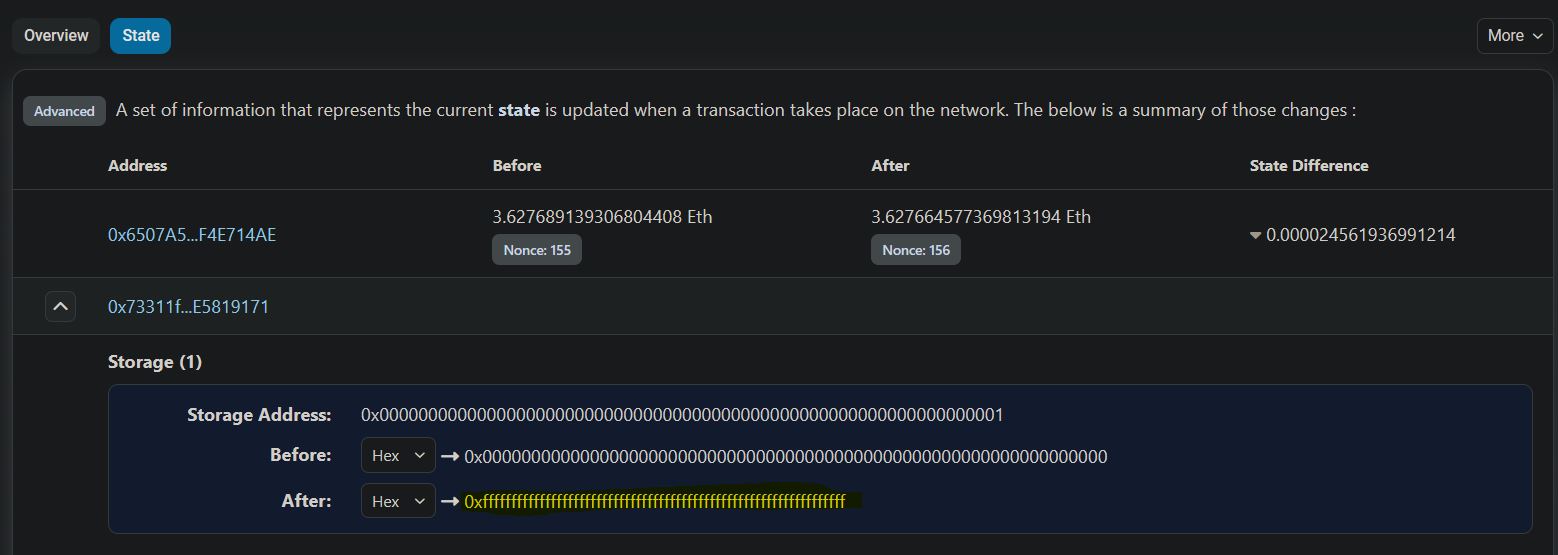 Overview State More
Advanced A set of information that represents the current state is updated when a transaction takes place on the network. The below is a summary of those changes :
Address Before After State Difference
3.627689139306804408 Eth 3.627664577369813194 Eth
0x6507A5...F4E714AE 0.000024561936991214
Nonce: 155 Nonce: 156
0x73311f...E5819171
Storage (1)
Storage Address: 0x0000000000000000000000000000000000000000000000000000000000000001
Before: Hex 0x0000000000000000000000000000000000000000000000000000000000000000
After: Hex 0xffffffffffffffffffffffffffffffffffffffffffffffffffffffffffffffff